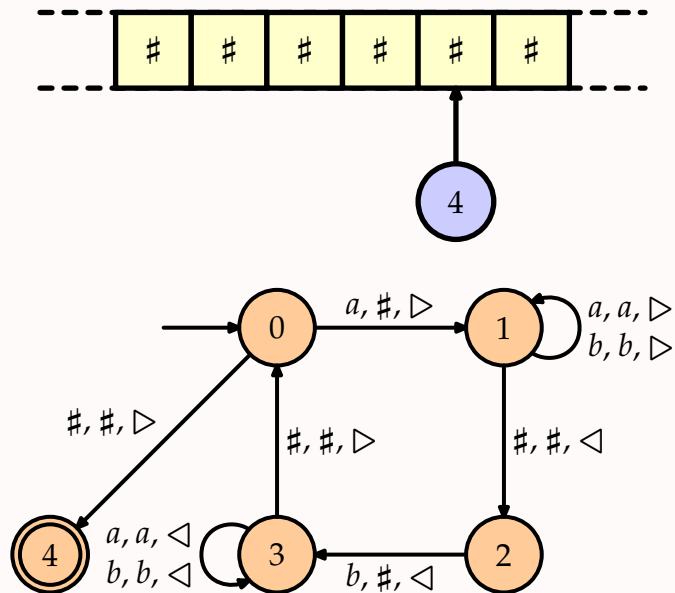 ♯ ♯ ♯ ♯ ♯ ♯
4
0
a, ♯, ▷
1
a, a, ▷
b, b, ▷
♯, ♯, ▷
♯, ♯, ▷
♯, ♯, ◁
4
a, a, ◁
b, b, ◁
3
b, ♯, ◁
2